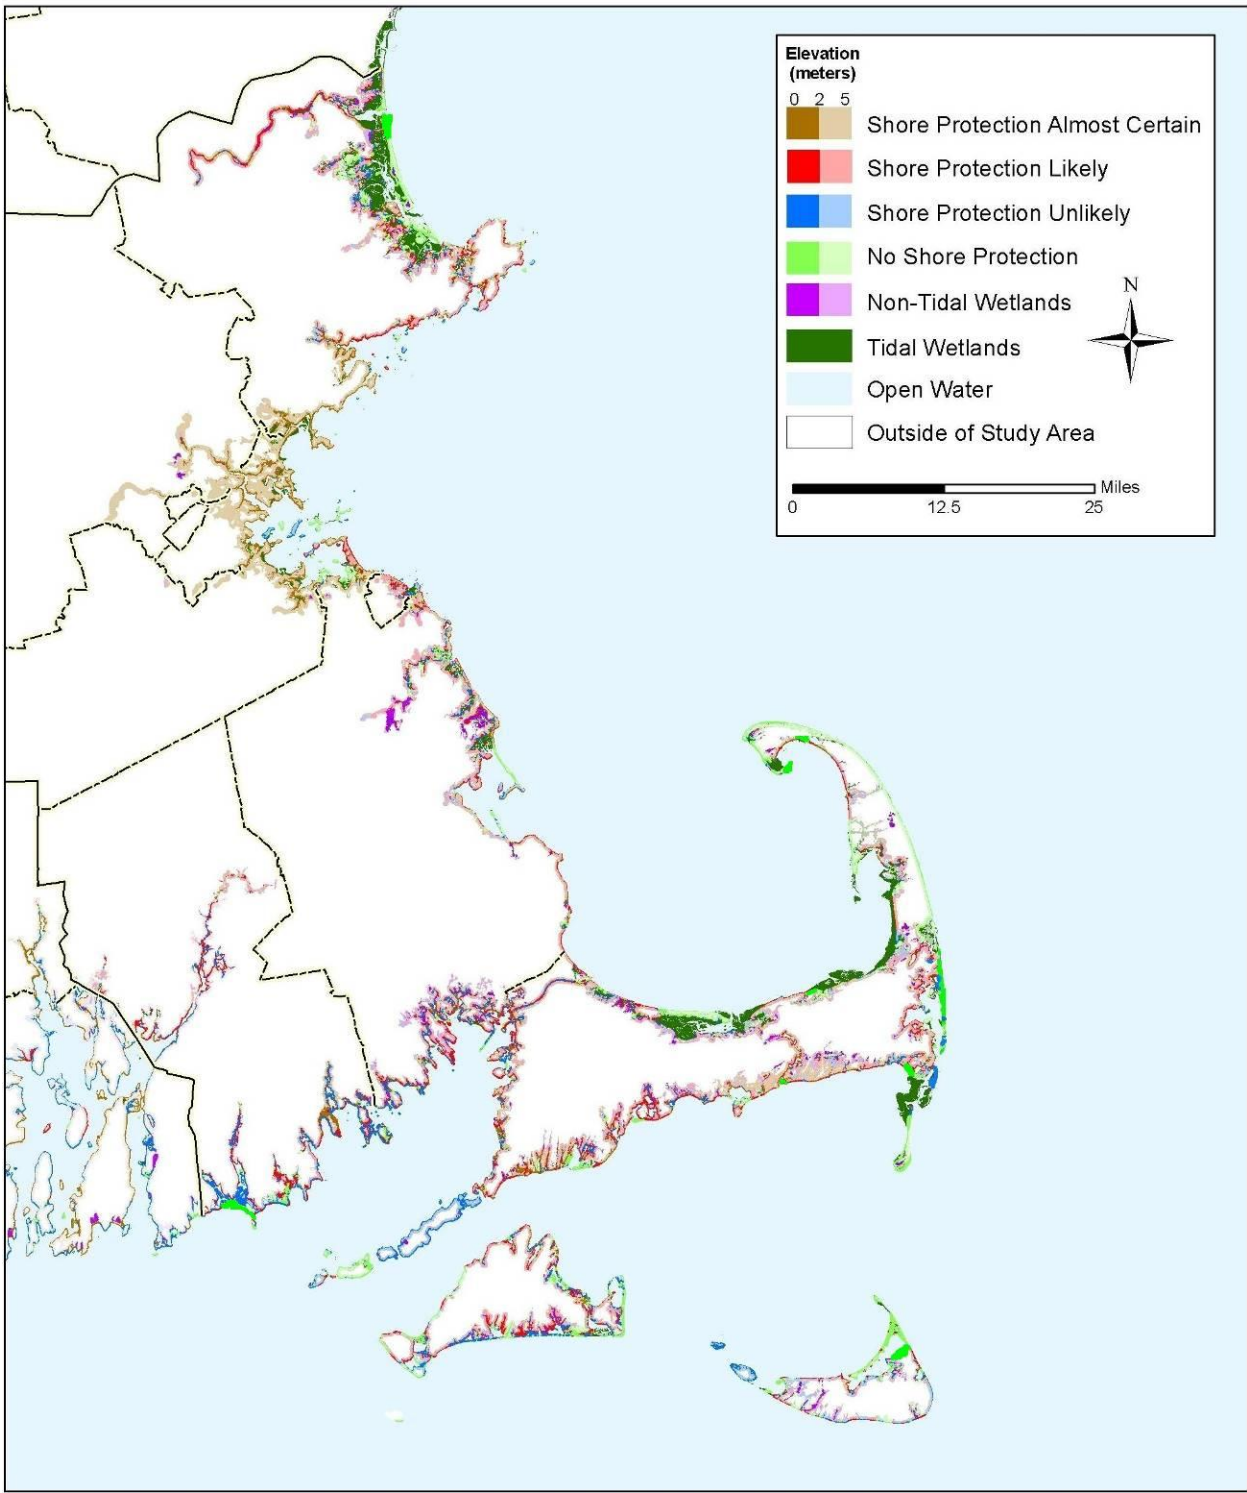 Elevation
(meters)
0 2 5
Shore Protection Almost Certain
Shore Protection Likely
Shore Protection Unlikely
No Shore Protection
Non-Tidal Wetlands
N
Tidal Wetlands
Open Water
Outside of Study Area
Miles
0 12.5 25